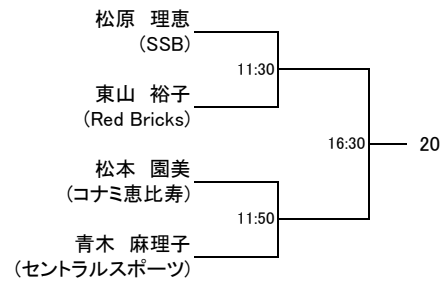 松原　理恵
(SSB)
11:30
東山　裕子
(Red Bricks)
16:30
20
松本　園美
(コナミ恵比寿)
11:50
青木　麻理子
(セントラルスポーツ)